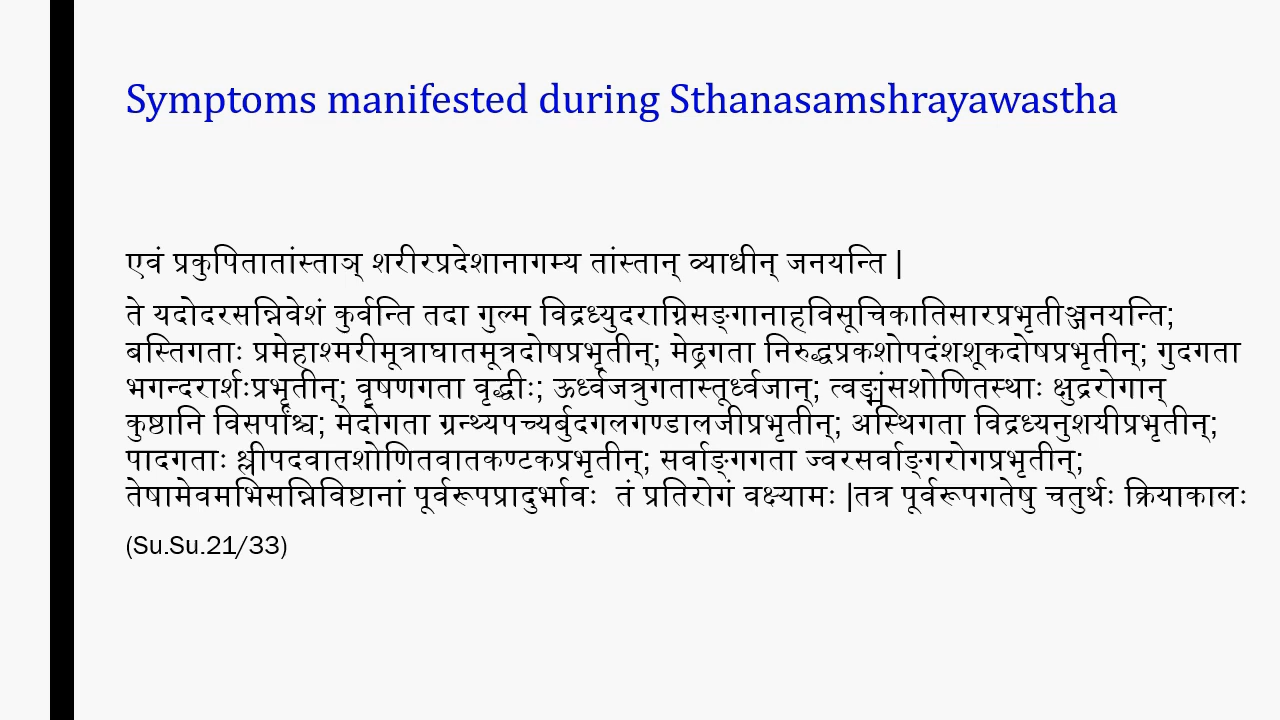 Symptoms manifested during Sthanasamshrayawastha
एवं प्रकुपितातांस्ताञ् शरीरप्रदेशानागम्य तांस्तान् व्याधीन् जनयन्ति |
ते यदोदरसन्निवेशं कुर्वन्ति तदा गुल्म विद्रध्युदराग्निसङ्गानाहविसूचिकातिसारप्रभृतीञ्जनयन्ति;
बस्तिगताः प्रमेहाश्मरीमूत्राघातमूत्रदोषप्रभृतीन्; मेढ्रगता निरुद्धप्रकशोपदंशशूकदोषप्रभृतीन्; गुदगता
भगन्दरार्शःप्रभृतीन्; वृषणगता वृद्धीः; ऊर्ध्वजत्रुगतास्तूर्ध्वजान्; त्वङ्मांसशोणितस्थाः क्षुद्ररोगान्
कुष्ठानि विसर्पांश्च; मेदोगता ग्रन्थ्यपच्यर्बुदगलगण्डालजीप्रभृतीन्; अस्थिगता विद्रध्यनुशयीप्रभृतीन्;
पादगताः श्लीपदवातशोणितवातकण्टकप्रभृतीन्; सर्वाङ्गगता ज्वरसर्वाङ्गरोगप्रभृतीन्;
तेषामेवमभिसन्निविष्टानां पूर्वरूपप्रादुर्भावः तं प्रतिरोगं वक्ष्यामः |तत्र पूर्वरूपगतेषु चतुर्थः क्रियाकालः
(Su.Su.21/33)